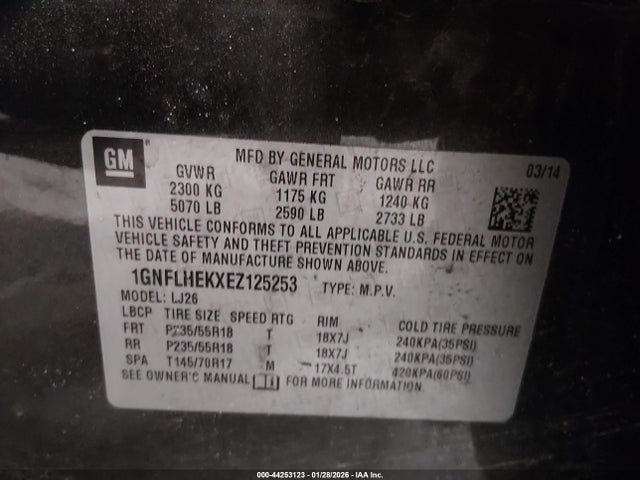 GM®
MFD BY GENERAL MOTORS LLC 03/14
GVWR GAWR FRT GAWR RR
2300 KG 1175 KG 1240 KG
5070 LB 2590 LB 2733 LB
THIS VEHICLE CONFORMS TO ALL APPLICABLE U.S. FEDERAL MOTOR
VEHICLE SAFETY AND THEFT PREVENTION STANDARDS IN EFFECT ON
THE DATE OF MANUFACTURE SHOWN ABOVE.
1GNFLHEKXEZ125253 TYPE: M.P.V.
MODEL: LJ26
LBCP TIRE SIZE SPEED RTG RIM COLD TIRE PRESSURE
FRT P235/55R18 T 18X7J 240KPA(35PSI)
RR P235/55R18 T 18X7J 240KPA(35PSI)
SPA T145/70R17 M 17X4.5T 420KPA(60PSI)
SEE OWNER'S MANUAL FOR MORE INFORMATION.
000-44253123 | 01/28/2026 | IAA Inc.